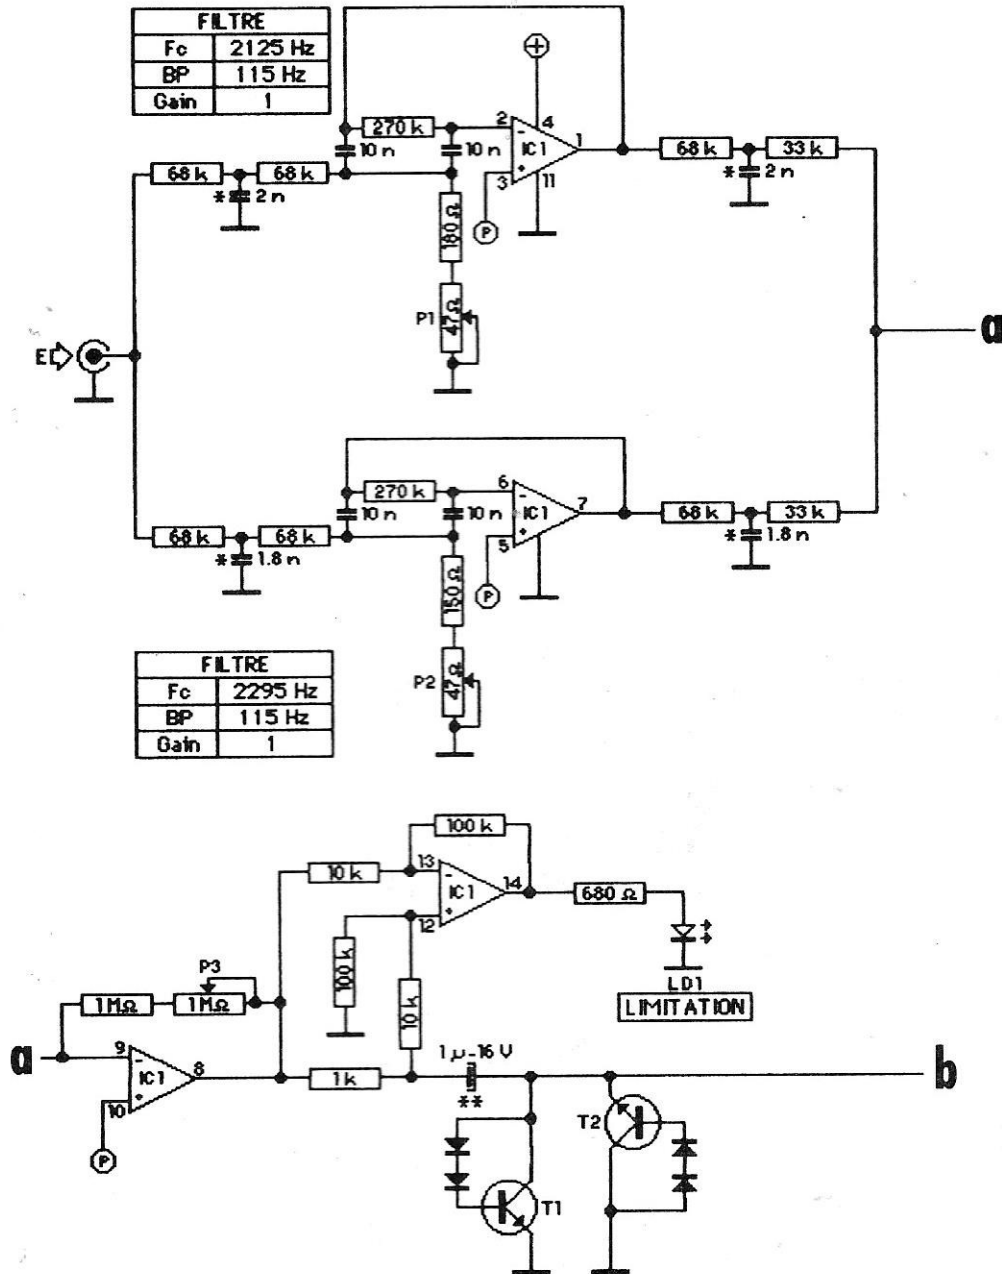 FILTRE
Fc 2125 Hz
BP 115 Hz
Gain 1
+
270 k
2
4
10 n
10 n
IC1
1
3
11
P
68 k
68 k
* 2 n
68 k
33 k
* 2 n
180 Ω
P1
47 Ω
a
E
270 k
6
10 n
10 n
IC1
7
5
P
68 k
68 k
* 1.8 n
68 k
33 k
* 1.8 n
150 Ω
P2
47 Ω
FILTRE
Fc 2295 Hz
BP 115 Hz
Gain 1
100 k
10 k
13
IC1
14
12
680 Ω
100 k
10 k
LD1
LIMITATION
P3
1 MΩ
1 MΩ
a
9
IC1
8
10
P
1 k
1 µ-16 V
**
b
T2
T1